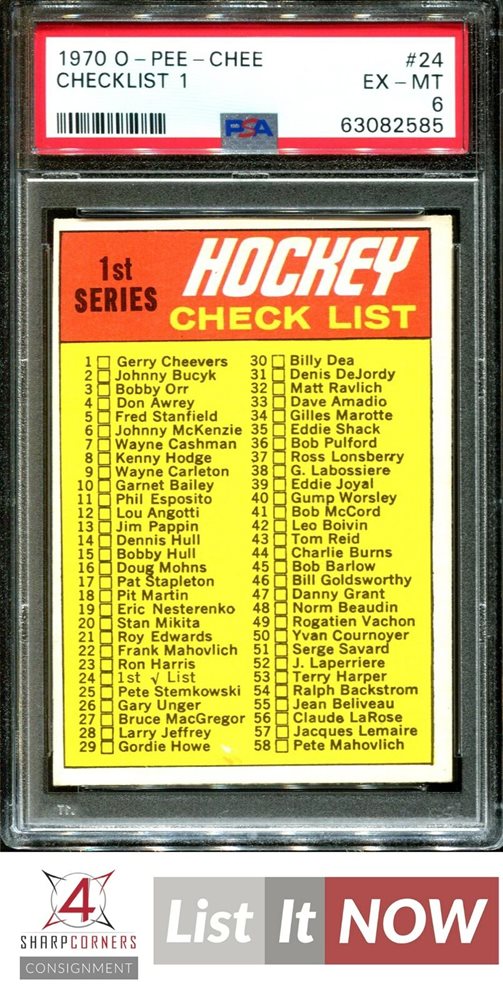 1970 O-PEE-CHEE #24
CHECKLIST 1 EX-MT
6
PSA 63082585
1st SERIES
HOCKEY
CHECK LIST
1 Gerry Cheevers
2 Johnny Bucyk
3 Bobby Orr
4 Don Awrey
5 Fred Stanfield
6 Johnny McKenzie
7 Wayne Cashman
8 Kenny Hodge
9 Wayne Carleton
10 Garnet Bailey
11 Phil Esposito
12 Lou Angotti
13 Jim Pappin
14 Dennis Hull
15 Bobby Hull
16 Doug Mohns
17 Pat Stapleton
18 Pit Martin
19 Eric Nesterenko
20 Stan Mikita
21 Roy Edwards
22 Frank Mahovlich
23 Ron Harris
24 1st √ List
25 Pete Stemkowski
26 Gary Unger
27 Bruce MacGregor
28 Larry Jeffrey
29 Gordie Howe
30 Billy Dea
31 Denis DeJordy
32 Matt Ravlich
33 Dave Amadio
34 Gilles Marotte
35 Eddie Shack
36 Bob Pulford
37 Ross Lonsberry
38 G. Labossiere
39 Eddie Joyal
40 Gump Worsley
41 Bob McCord
42 Leo Boivin
43 Tom Reid
44 Charlie Burns
45 Bob Barlow
46 Bill Goldsworthy
47 Danny Grant
48 Norm Beaudin
49 Rogatien Vachon
50 Yvan Cournoyer
51 Serge Savard
52 J. Laperriere
53 Terry Harper
54 Ralph Backstrom
55 Jean Beliveau
56 Claude LaRose
57 Jacques Lemaire
58 Pete Mahovlich
4
SHARPCORNERS
CONSIGNMENT
List It NOW